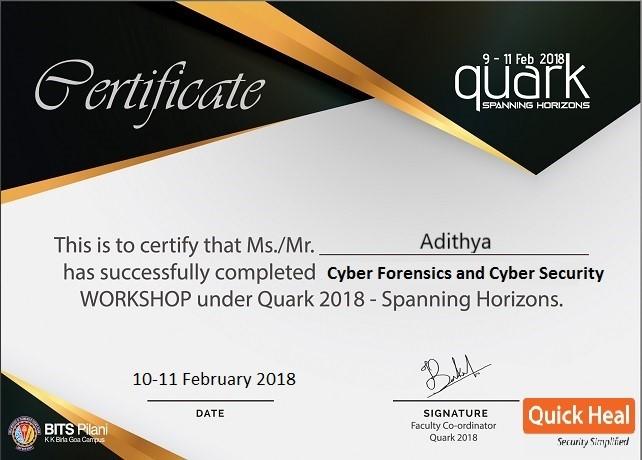 Certificate
9 - 11 Feb 2018
quark
SPANNING HORIZONS
This is to certify that Ms./Mr. Adithya
has successfully completed Cyber Forensics and Cyber Security
WORKSHOP under Quark 2018 - Spanning Horizons.
10-11 February 2018
DATE
SIGNATURE
Faculty Co-ordinator
Quark 2018
BITS Pilani
K K Birla Goa Campus
Quick Heal
Security Simplified